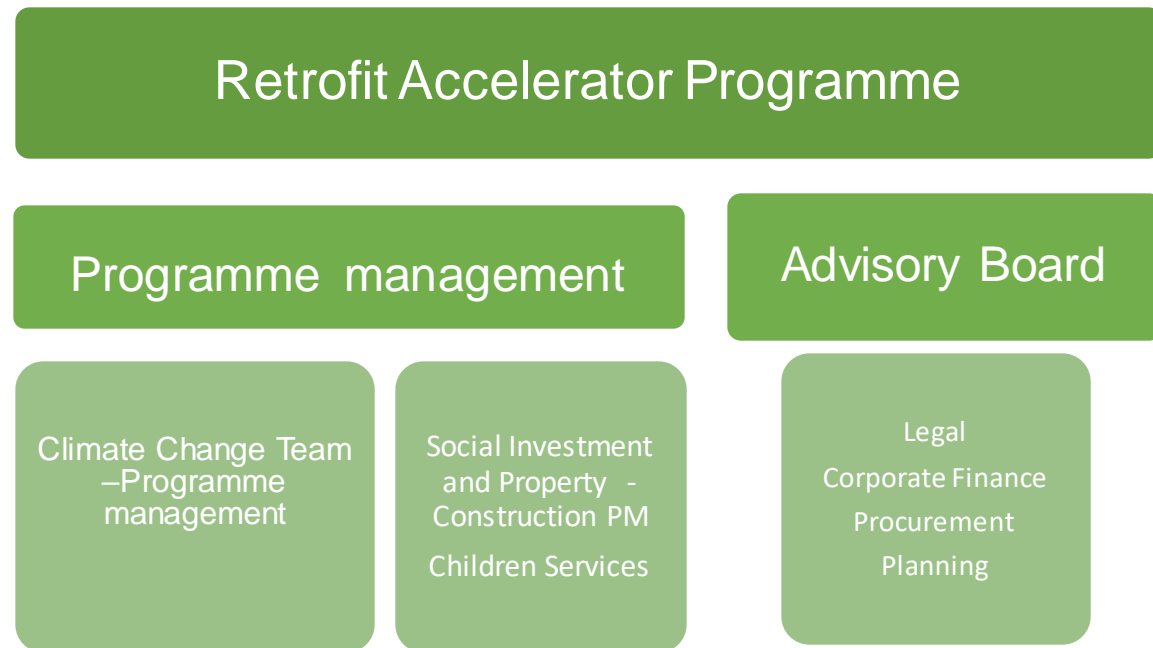 Retrofit Accelerator Programme
Programme management
Advisory Board
Climate Change Team
–Programme
management
Social Investment
and Property -
Construction PM
Children Services
Legal
Corporate Finance
Procurement
Planning